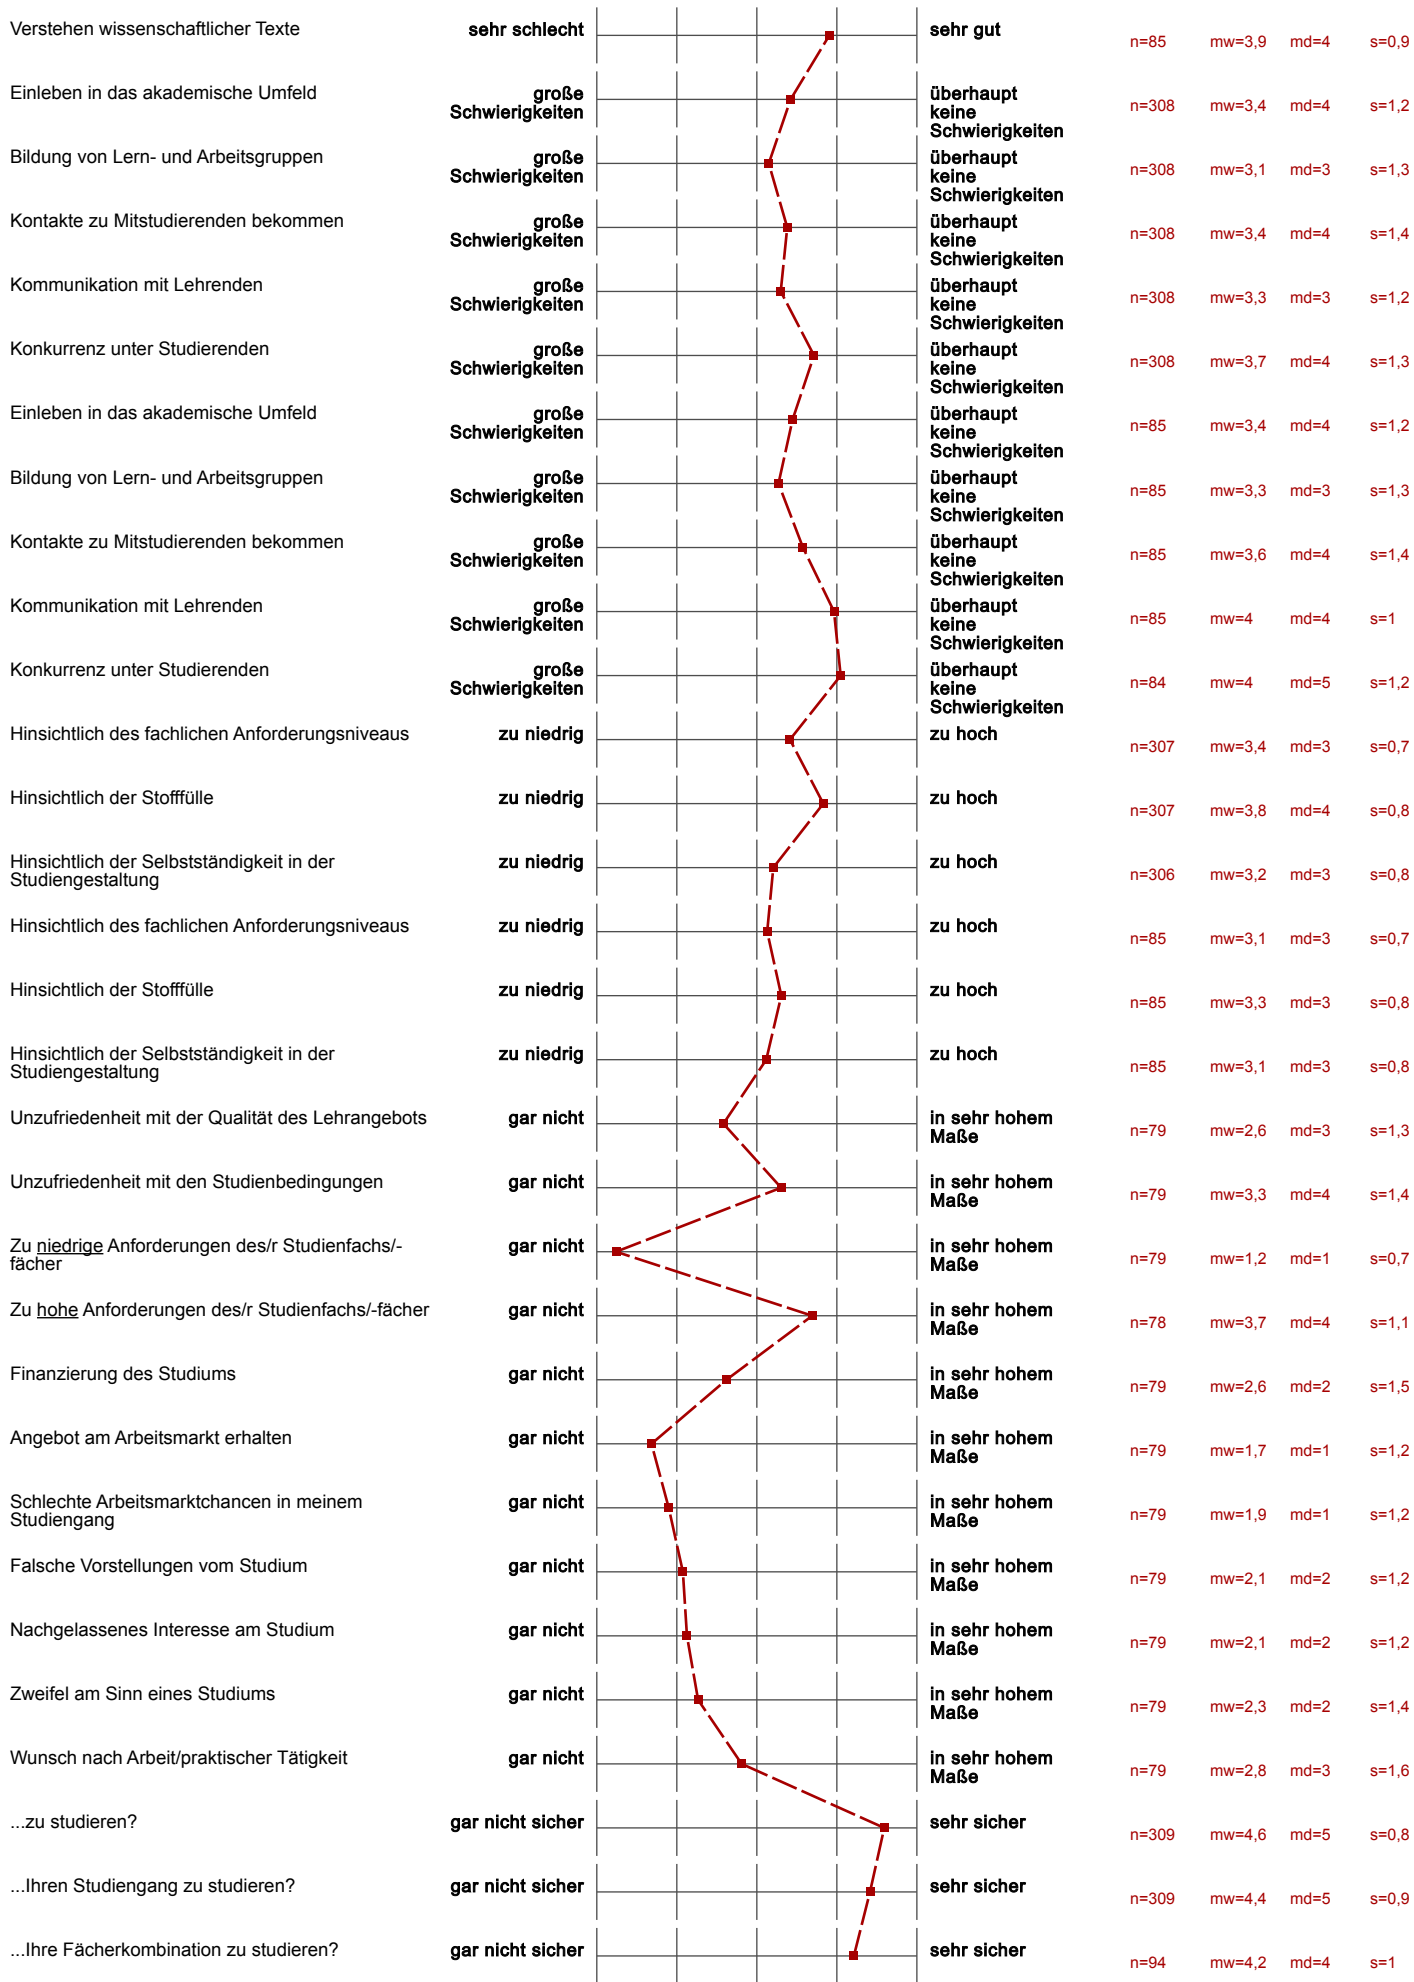 Verstehen wissenschaftlicher Texte sehr schlecht sehr gut n=85 mw=3,9 md=4 s=0,9
Einleben in das akademische Umfeld große Schwierigkeiten überhaupt keine Schwierigkeiten n=308 mw=3,4 md=4 s=1,2
Bildung von Lern- und Arbeitsgruppen große Schwierigkeiten überhaupt keine Schwierigkeiten n=308 mw=3,1 md=3 s=1,3
Kontakte zu Mitstudierenden bekommen große Schwierigkeiten überhaupt keine Schwierigkeiten n=308 mw=3,4 md=4 s=1,4
Kommunikation mit Lehrenden große Schwierigkeiten überhaupt keine Schwierigkeiten n=308 mw=3,3 md=3 s=1,2
Konkurrenz unter Studierenden große Schwierigkeiten überhaupt keine Schwierigkeiten n=308 mw=3,7 md=4 s=1,3
Einleben in das akademische Umfeld große Schwierigkeiten überhaupt keine Schwierigkeiten n=85 mw=3,4 md=4 s=1,2
Bildung von Lern- und Arbeitsgruppen große Schwierigkeiten überhaupt keine Schwierigkeiten n=85 mw=3,3 md=3 s=1,3
Kontakte zu Mitstudierenden bekommen große Schwierigkeiten überhaupt keine Schwierigkeiten n=85 mw=3,6 md=4 s=1,4
Kommunikation mit Lehrenden große Schwierigkeiten überhaupt keine Schwierigkeiten n=85 mw=4 md=4 s=1
Konkurrenz unter Studierenden große Schwierigkeiten überhaupt keine Schwierigkeiten n=84 mw=4 md=5 s=1,2
Hinsichtlich des fachlichen Anforderungsniveaus zu niedrig zu hoch n=307 mw=3,4 md=3 s=0,7
Hinsichtlich der Stofffülle zu niedrig zu hoch n=307 mw=3,8 md=4 s=0,8
Hinsichtlich der Selbstständigkeit in der Studiengestaltung zu niedrig zu hoch n=306 mw=3,2 md=3 s=0,8
Hinsichtlich des fachlichen Anforderungsniveaus zu niedrig zu hoch n=85 mw=3,1 md=3 s=0,7
Hinsichtlich der Stofffülle zu niedrig zu hoch n=85 mw=3,3 md=3 s=0,8
Hinsichtlich der Selbstständigkeit in der Studiengestaltung zu niedrig zu hoch n=85 mw=3,1 md=3 s=0,8
Unzufriedenheit mit der Qualität des Lehrangebots gar nicht in sehr hohem Maße n=79 mw=2,6 md=3 s=1,3
Unzufriedenheit mit den Studienbedingungen gar nicht in sehr hohem Maße n=79 mw=3,3 md=4 s=1,4
Zu niedrige Anforderungen des/r Studienfachs/-fächer gar nicht in sehr hohem Maße n=79 mw=1,2 md=1 s=0,7
Zu hohe Anforderungen des/r Studienfachs/-fächer gar nicht in sehr hohem Maße n=78 mw=3,7 md=4 s=1,1
Finanzierung des Studiums gar nicht in sehr hohem Maße n=79 mw=2,6 md=2 s=1,5
Angebot am Arbeitsmarkt erhalten gar nicht in sehr hohem Maße n=79 mw=1,7 md=1 s=1,2
Schlechte Arbeitsmarktchancen in meinem Studiengang gar nicht in sehr hohem Maße n=79 mw=1,9 md=1 s=1,2
Falsche Vorstellungen vom Studium gar nicht in sehr hohem Maße n=79 mw=2,1 md=2 s=1,2
Nachgelassenes Interesse am Studium gar nicht in sehr hohem Maße n=79 mw=2,1 md=2 s=1,2
Zweifel am Sinn eines Studiums gar nicht in sehr hohem Maße n=79 mw=2,3 md=2 s=1,4
Wunsch nach Arbeit/praktischer Tätigkeit gar nicht in sehr hohem Maße n=79 mw=2,8 md=3 s=1,6
...zu studieren? gar nicht sicher sehr sicher n=309 mw=4,6 md=5 s=0,8
...Ihren Studiengang zu studieren? gar nicht sicher sehr sicher n=309 mw=4,4 md=5 s=0,9
...Ihre Fächerkombination zu studieren? gar nicht sicher sehr sicher n=94 mw=4,2 md=4 s=1